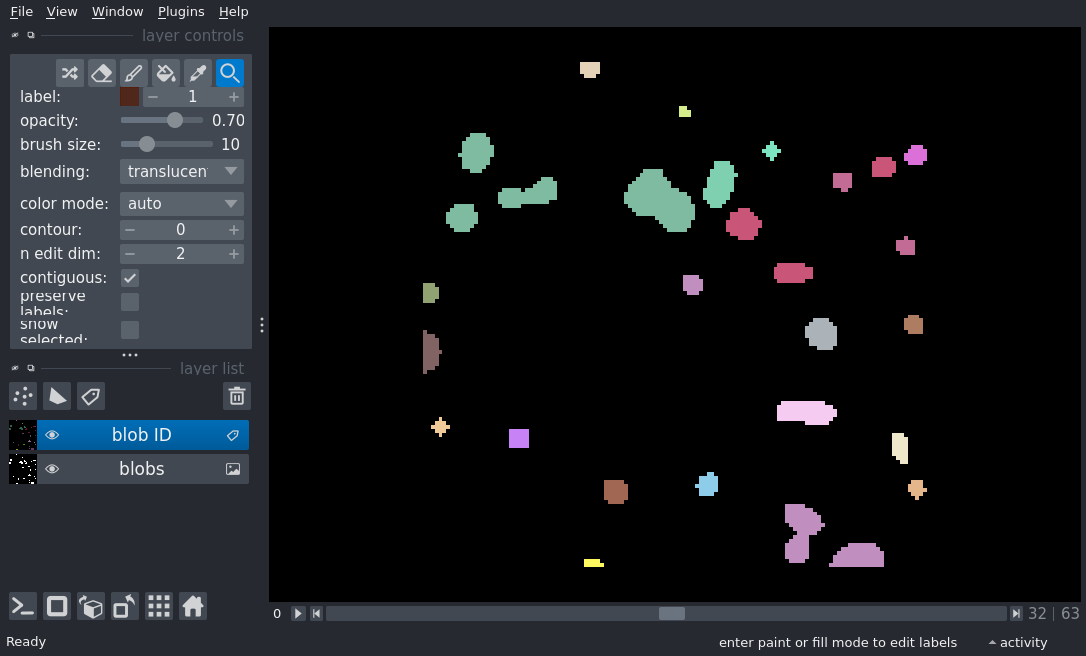 File View Window Plugins Help
layer controls
label: 1
opacity: 0.70
brush size: 10
blending: translucen
color mode: auto
contour: 0
n edit dim: 2
contiguous:
preserve
labels:
show
selected:
layer list
blob ID
blobs
0 32 63
Ready enter paint or fill mode to edit labels activity